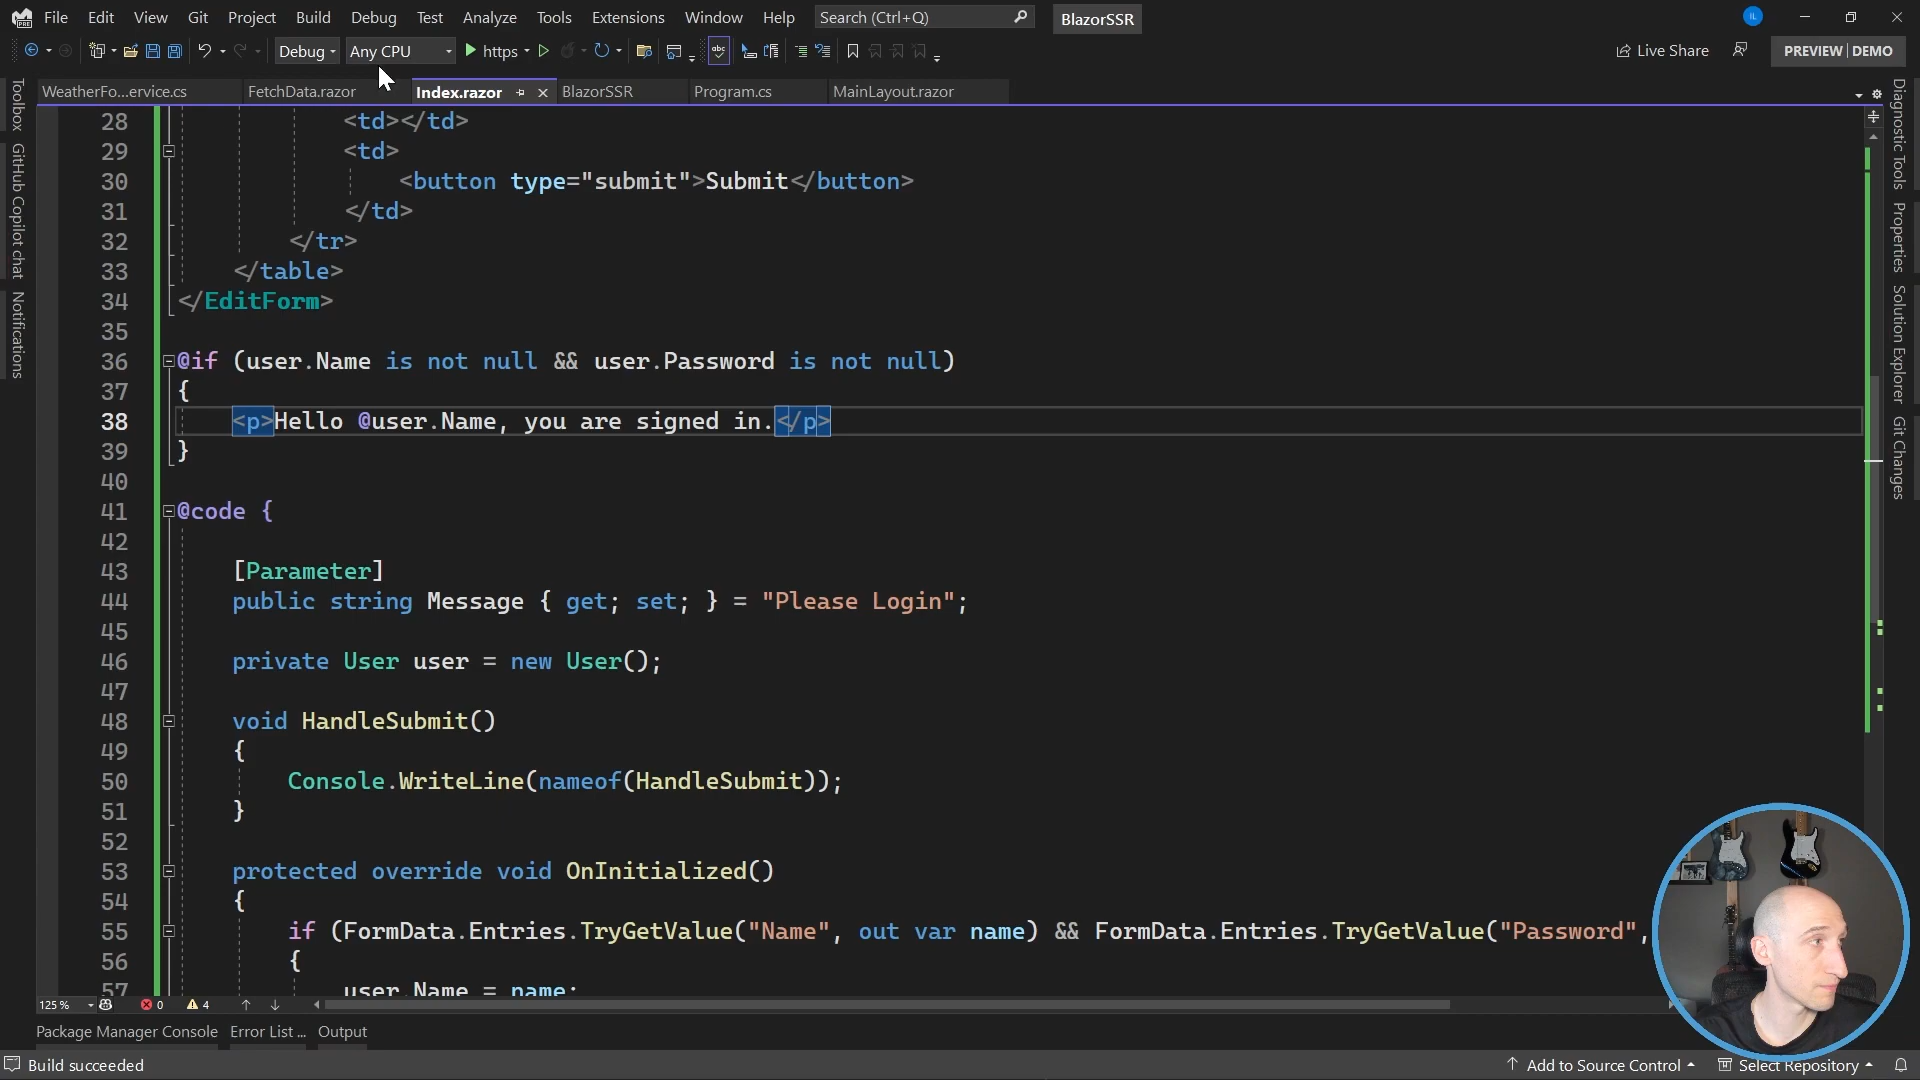 File Edit View Git Project Build Debug Test Analyze Tools Extensions Window Help Search (Ctrl+Q) BlazorSSR IL
Debug Any CPU https Live Share PREVIEW | DEMO
WeatherFo...ervice.cs FetchData.razor Index.razor BlazorSSR Program.cs MainLayout.razor
Toolbox
GitHub Copilot chat
Notifications
28 <td></td>
29 <td>
30 <button type="submit">Submit</button>
31 </td>
32 </tr>
33 </table>
34 </EditForm>
35
36 @if (user.Name is not null && user.Password is not null)
37 {
38 <p>Hello @user.Name, you are signed in.</p>
39 }
40
41 @code {
42
43 [Parameter]
44 public string Message { get; set; } = "Please Login";
45
46 private User user = new User();
47
48 void HandleSubmit()
49 {
50 Console.WriteLine(nameof(HandleSubmit));
51 }
52
53 protected override void OnInitialized()
54 {
55 if (FormData.Entries.TryGetValue("Name", out var name) && FormData.Entries.TryGetValue("Password",
56 {
57 user.Name = name;
Diagnostic Tools
Properties
Solution Explorer
Git Changes
125 % 0 4
Package Manager Console Error List ... Output
Build succeeded Add to Source Control Select Repository